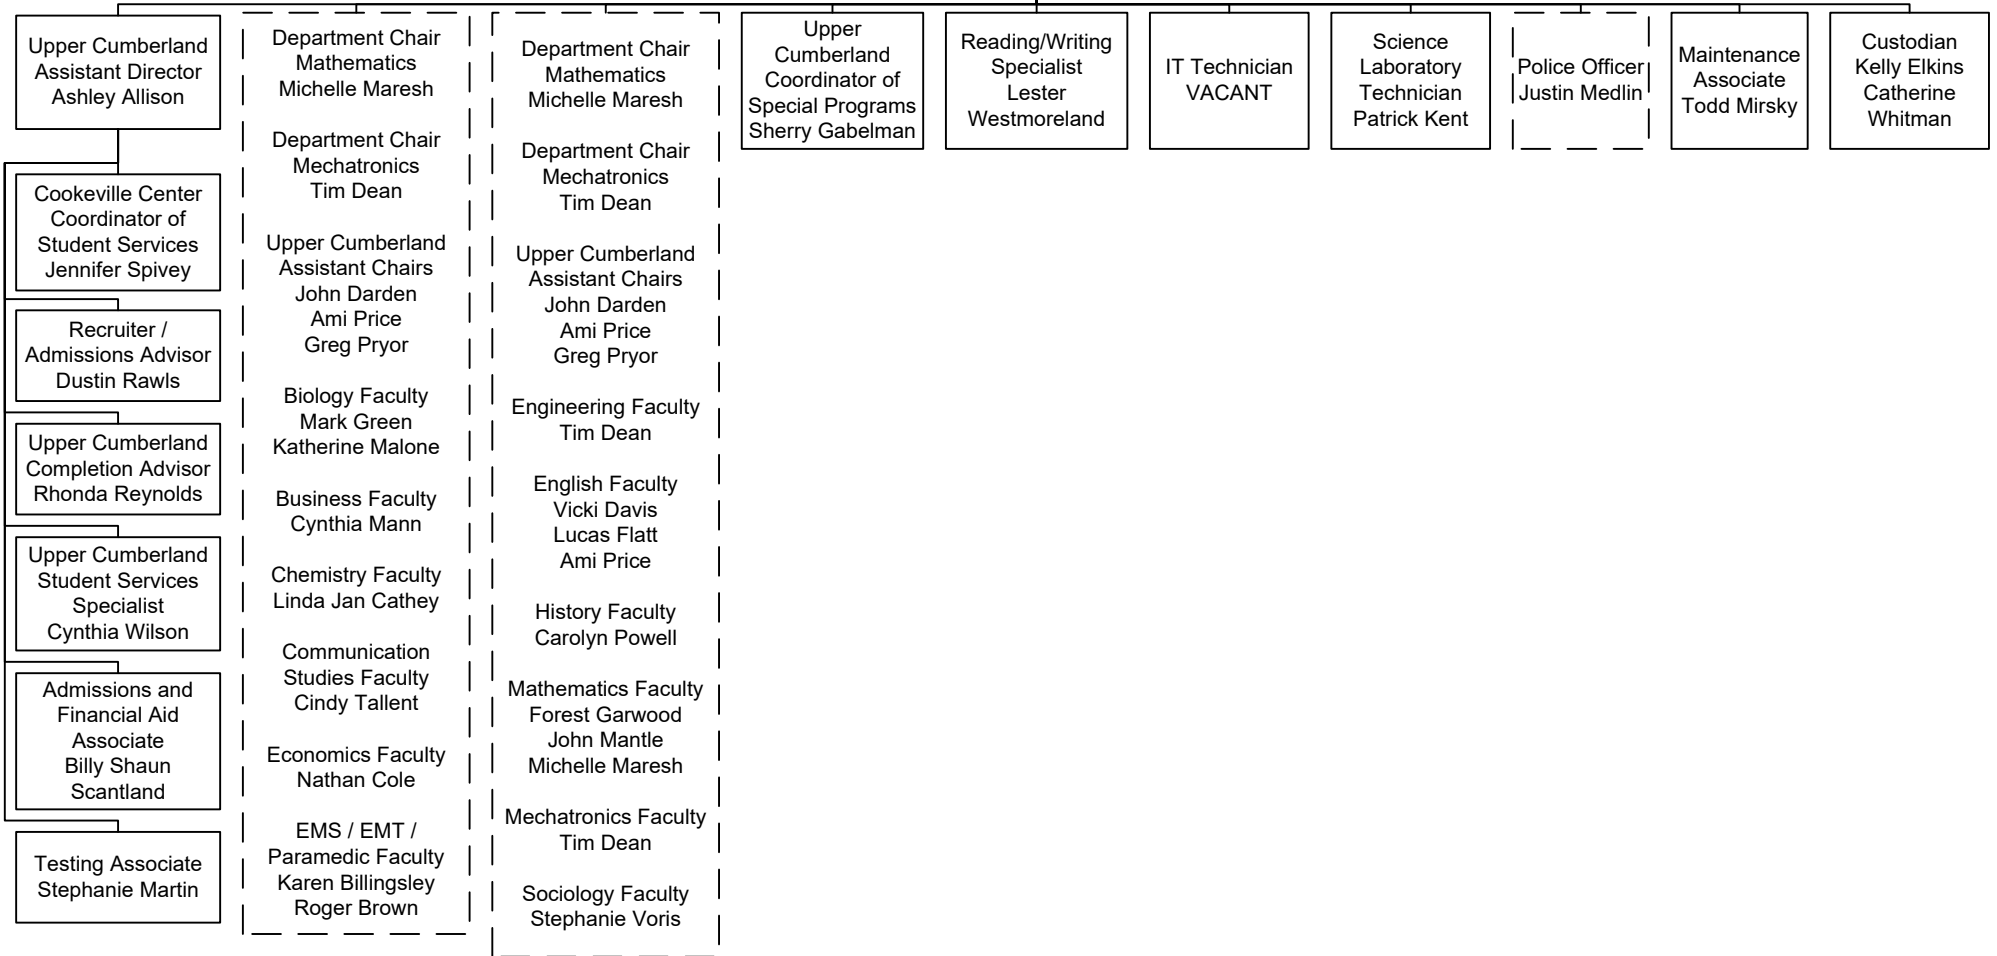 Upper Cumberland
Assistant Director
Ashley Allison
Cookeville Center
Coordinator of
Student Services
Jennifer Spivey
Recruiter /
Admissions Advisor
Dustin Rawls
Upper Cumberland
Completion Advisor
Rhonda Reynolds
Upper Cumberland
Student Services
Specialist
Cynthia Wilson
Admissions and
Financial Aid
Associate
Billy Shaun
Scantland
Testing Associate
Stephanie Martin
Department Chair
Mathematics
Michelle Maresh
Department Chair
Mechatronics
Tim Dean
Upper Cumberland
Assistant Chairs
John Darden
Ami Price
Greg Pryor
Biology Faculty
Mark Green
Katherine Malone
Business Faculty
Cynthia Mann
Chemistry Faculty
Linda Jan Cathey
Communication
Studies Faculty
Cindy Tallent
Economics Faculty
Nathan Cole
EMS / EMT /
Paramedic Faculty
Karen Billingsley
Roger Brown
Department Chair
Mathematics
Michelle Maresh
Department Chair
Mechatronics
Tim Dean
Upper Cumberland
Assistant Chairs
John Darden
Ami Price
Greg Pryor
Engineering Faculty
Tim Dean
English Faculty
Vicki Davis
Lucas Flatt
Ami Price
History Faculty
Carolyn Powell
Mathematics Faculty
Forest Garwood
John Mantle
Michelle Maresh
Mechatronics Faculty
Tim Dean
Sociology Faculty
Stephanie Voris
Upper
Cumberland
Coordinator of
Special Programs
Sherry Gabelman
Reading/Writing
Specialist
Lester
Westmoreland
IT Technician
VACANT
Science
Laboratory
Technician
Patrick Kent
Police Officer
Justin Medlin
Maintenance
Associate
Todd Mirsky
Custodian
Kelly Elkins
Catherine
Whitman